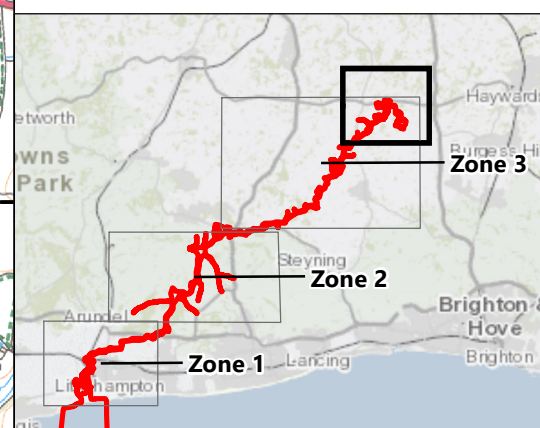 etworth
Haywards
owns
Park
Burgess Hi
Zone 3
Steyning
Zone 2
Arundel
Brighton &
Hove
Zone 1
Lancing
Brighton
Littlehampton
gis